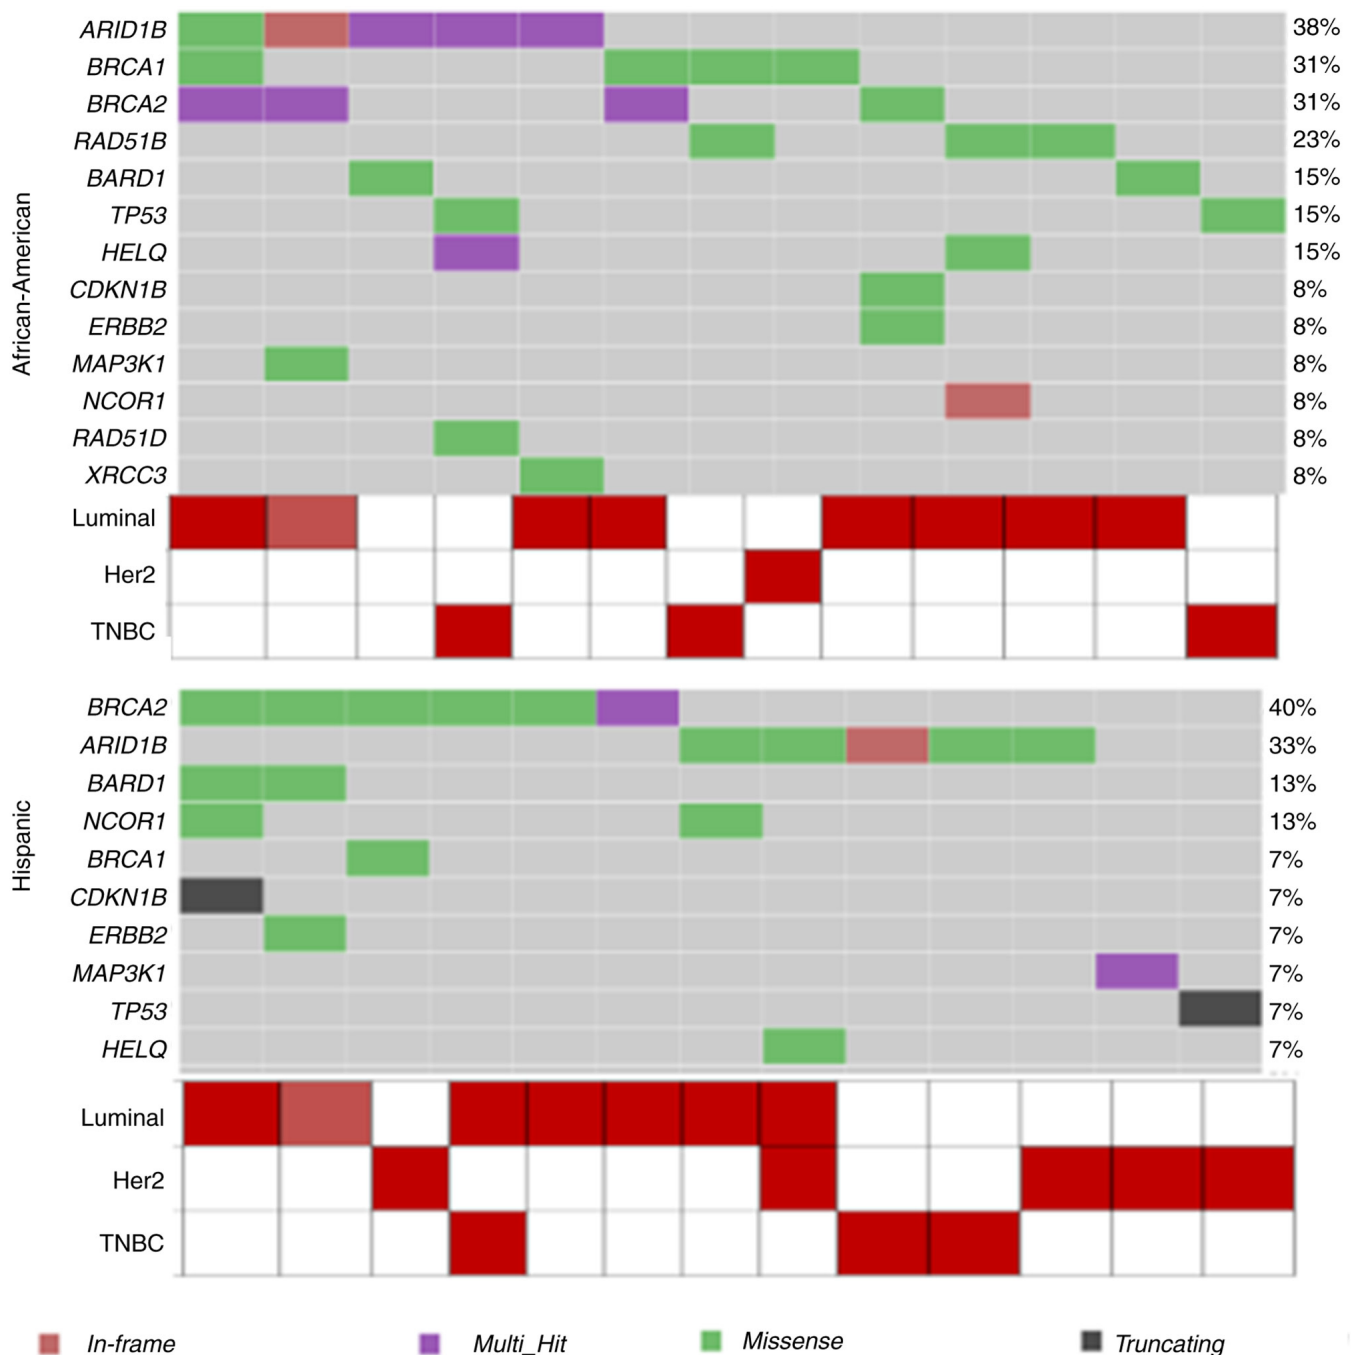 African-American
ARID1B 38%
BRCA1 31%
BRCA2 31%
RAD51B 23%
BARD1 15%
TP53 15%
HELQ 15%
CDKN1B 8%
ERBB2 8%
MAP3K1 8%
NCOR1 8%
RAD51D 8%
XRCC3 8%
Luminal
Her2
TNBC
Hispanic
BRCA2 40%
ARID1B 33%
BARD1 13%
NCOR1 13%
BRCA1 7%
CDKN1B 7%
ERBB2 7%
MAP3K1 7%
TP53 7%
HELQ 7%
Luminal
Her2
TNBC
In-frame Multi_Hit Missense Truncating